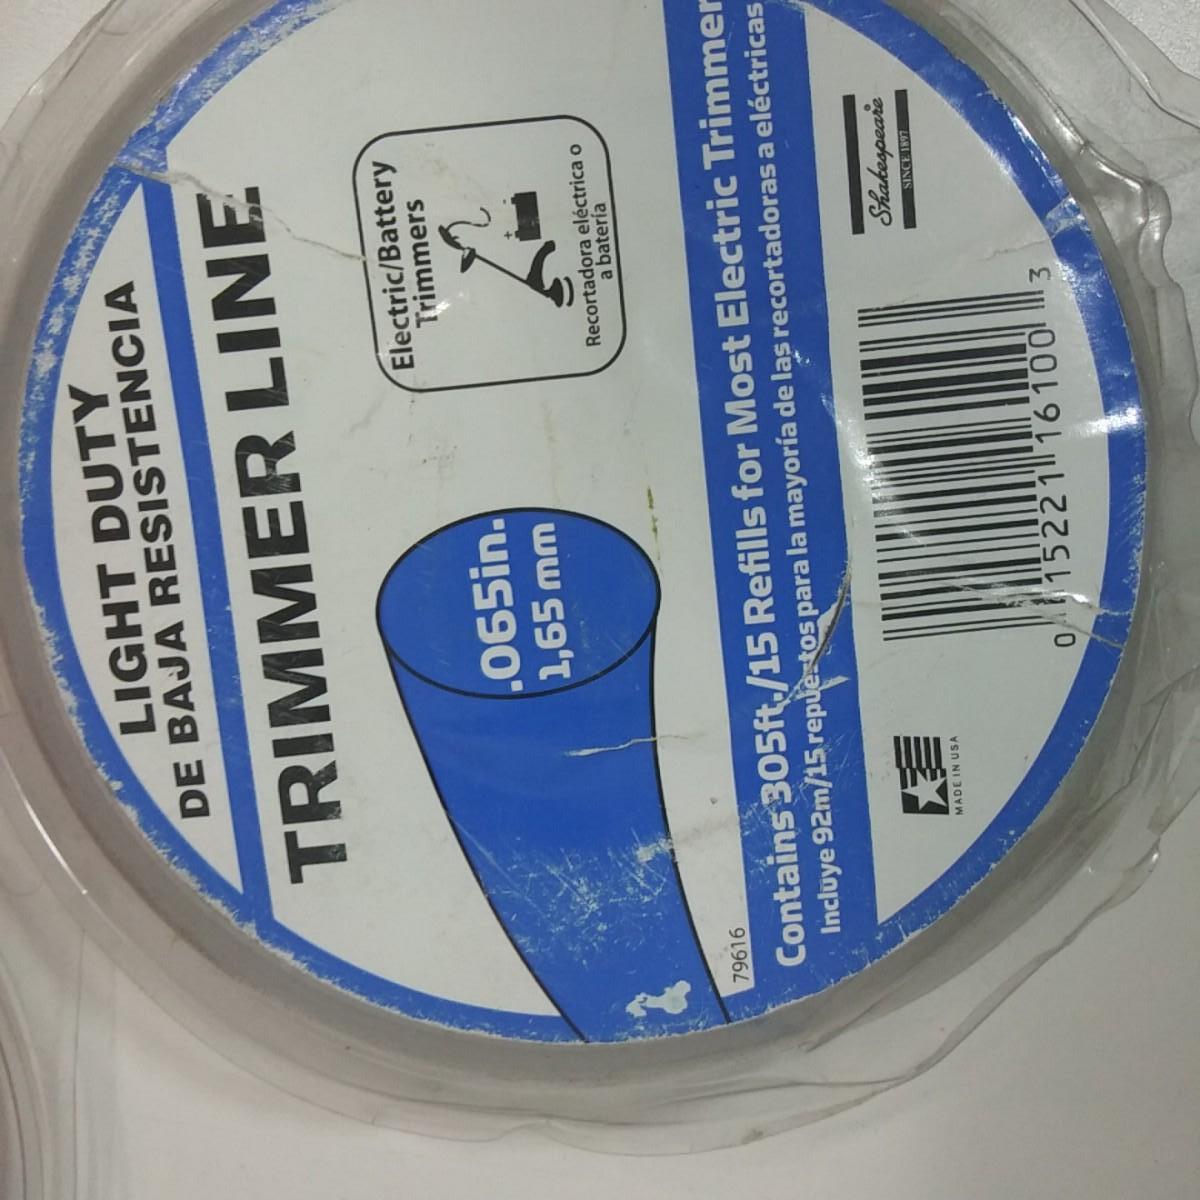 LIGHT DUTY
DE BAJA RESISTENCIA
TRIMMER LINE
.065in.
1,65 mm
Electric/Battery
Trimmers
Recortadora eléctrica o
a batería
79616
Contains 305ft./15 Refills for Most Electric Trimmer
Incluye 92m/15 repuestos para la mayoría de las recortadoras a eléctricas
MADE IN USA
0 15221 16100 3
Shakespeare
SINCE 1897